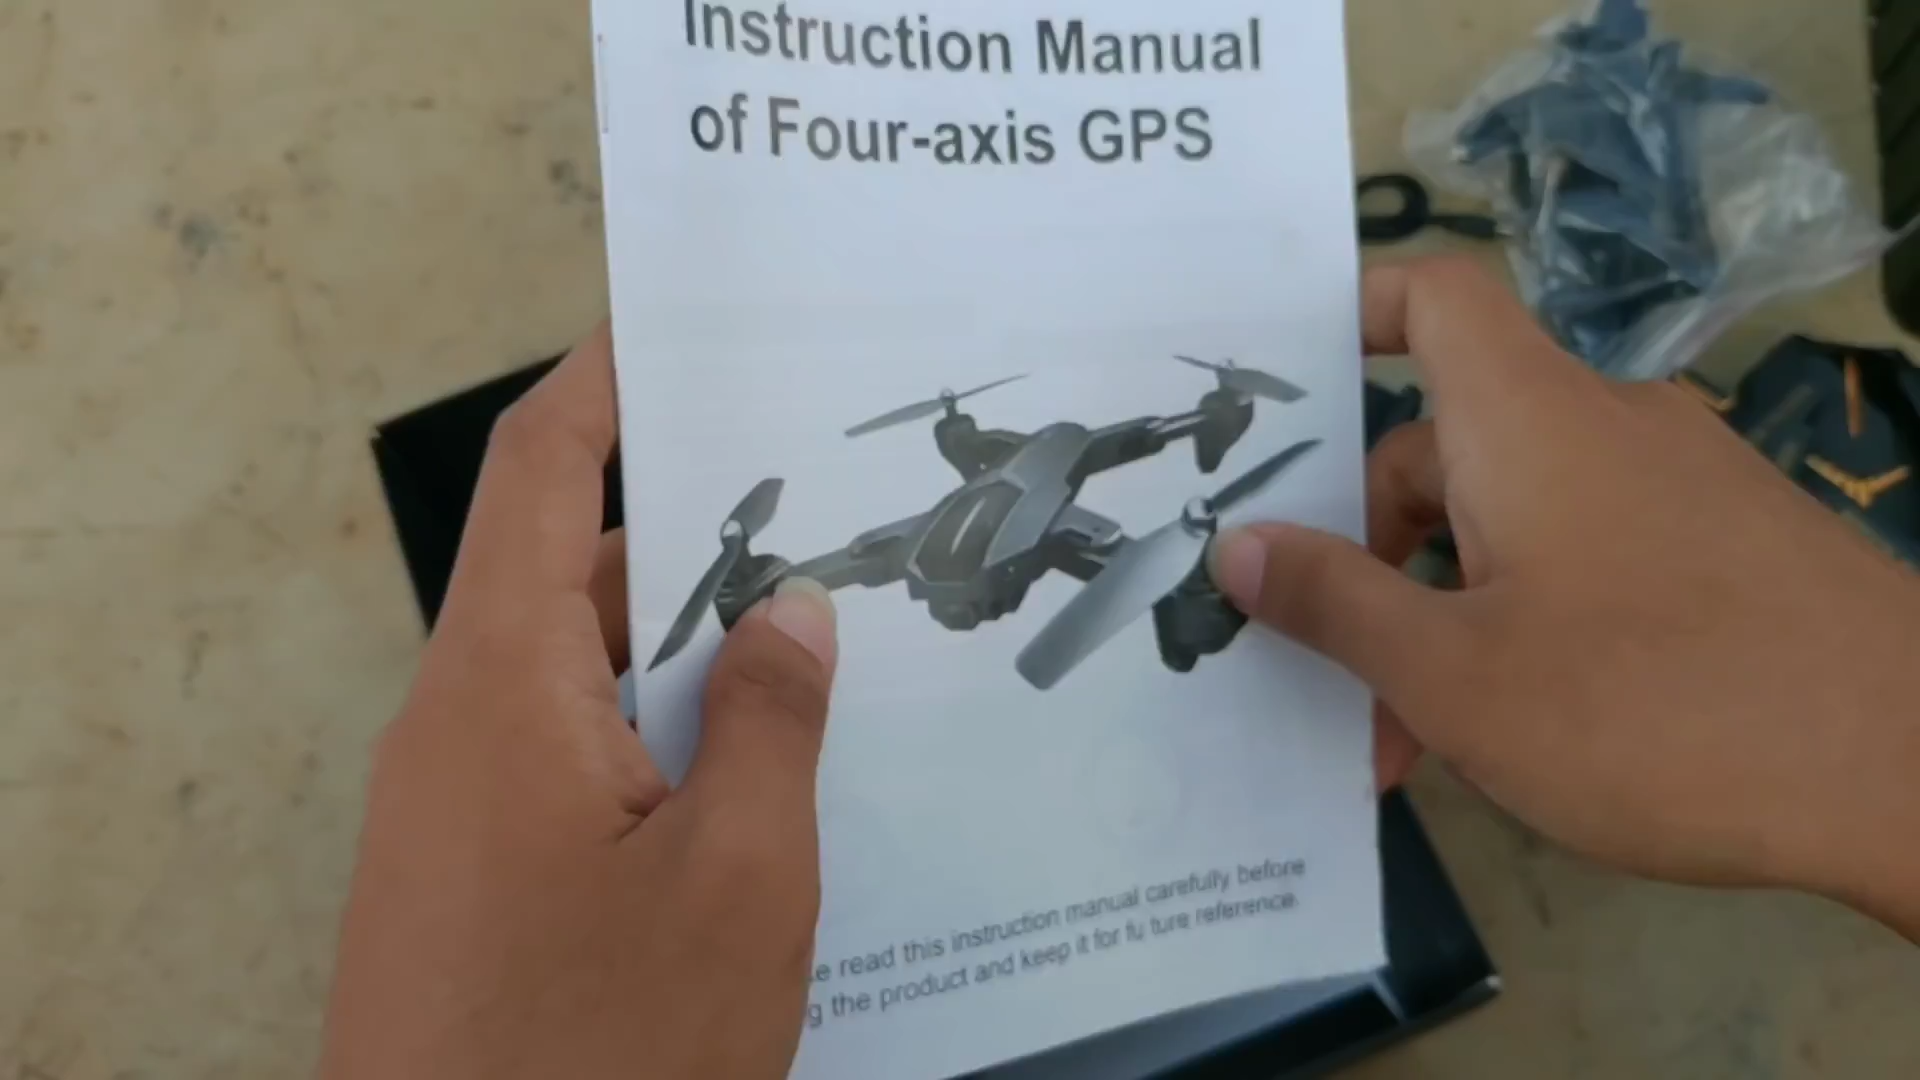 Instruction Manual
of Four-axis GPS
read this instruction manual carefully before
the product and keep it for fu ture reference.